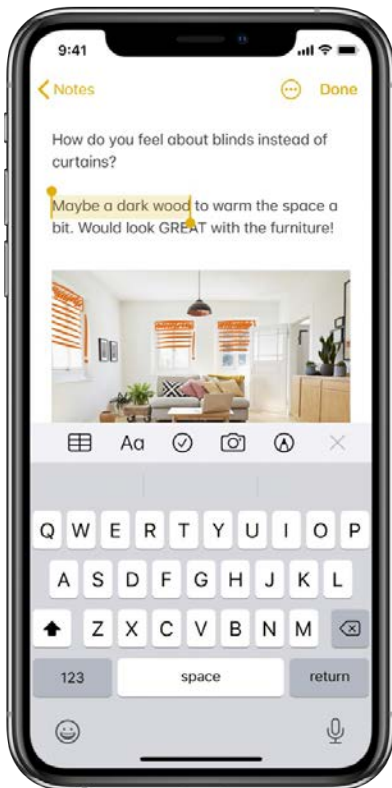 9:41
Notes
Done
How do you feel about blinds instead of
curtains?
Maybe a dark wood to warm the space a
bit. Would look GREAT with the furniture!
Aa
Q W E R T Y U I O P
A S D F G H J K L
Z X C V B N M
123 space return